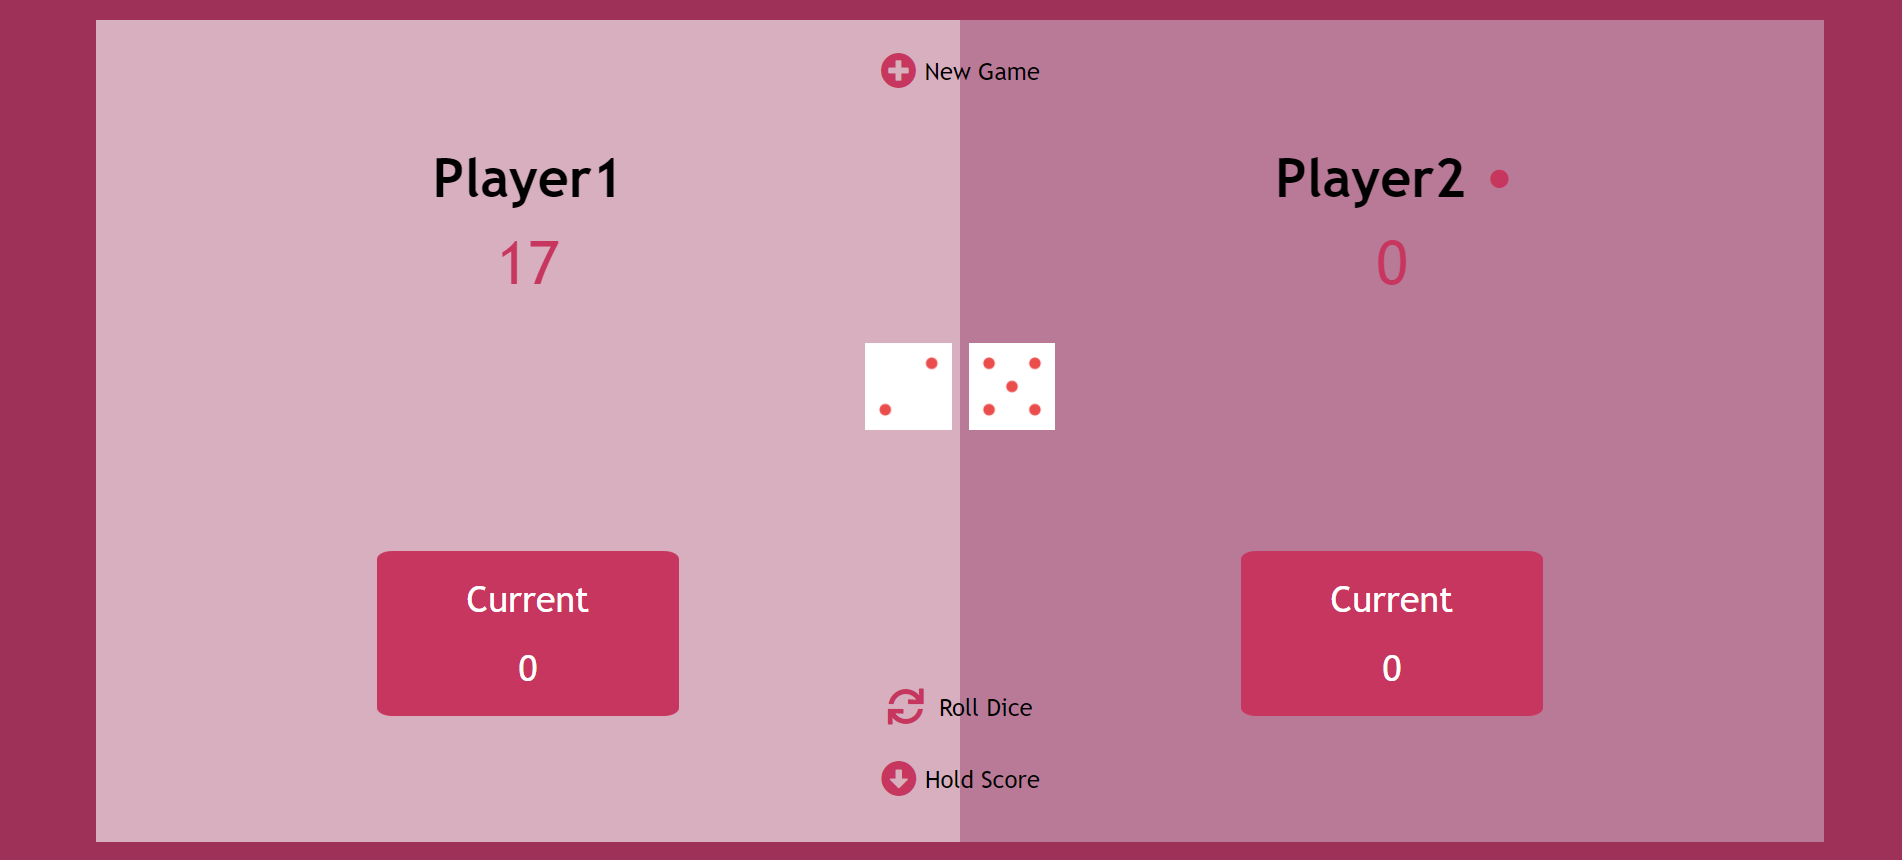 New Game
Player1
17
Player2
0
Current
0
Current
0
Roll Dice
Hold Score